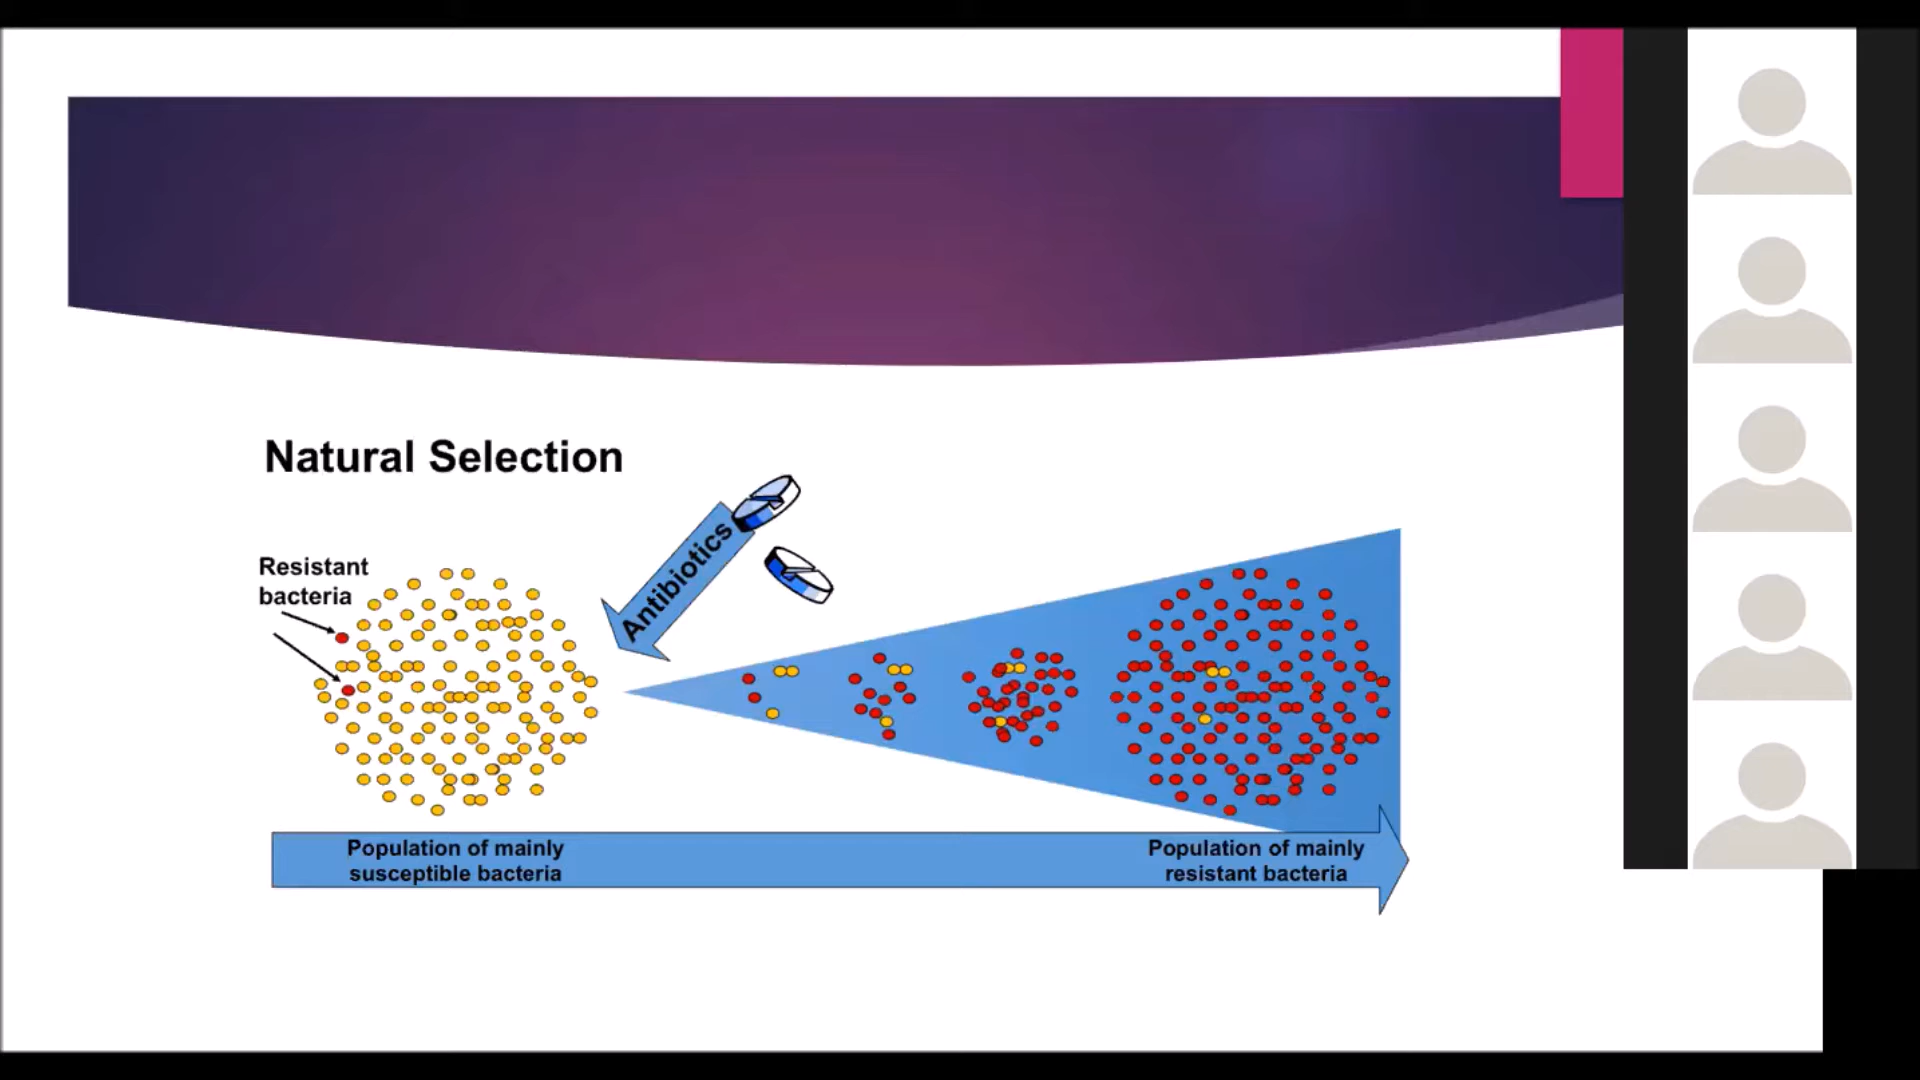 Natural Selection
Resistant
bacteria
Antibiotics
Population of mainly
susceptible bacteria
Population of mainly
resistant bacteria